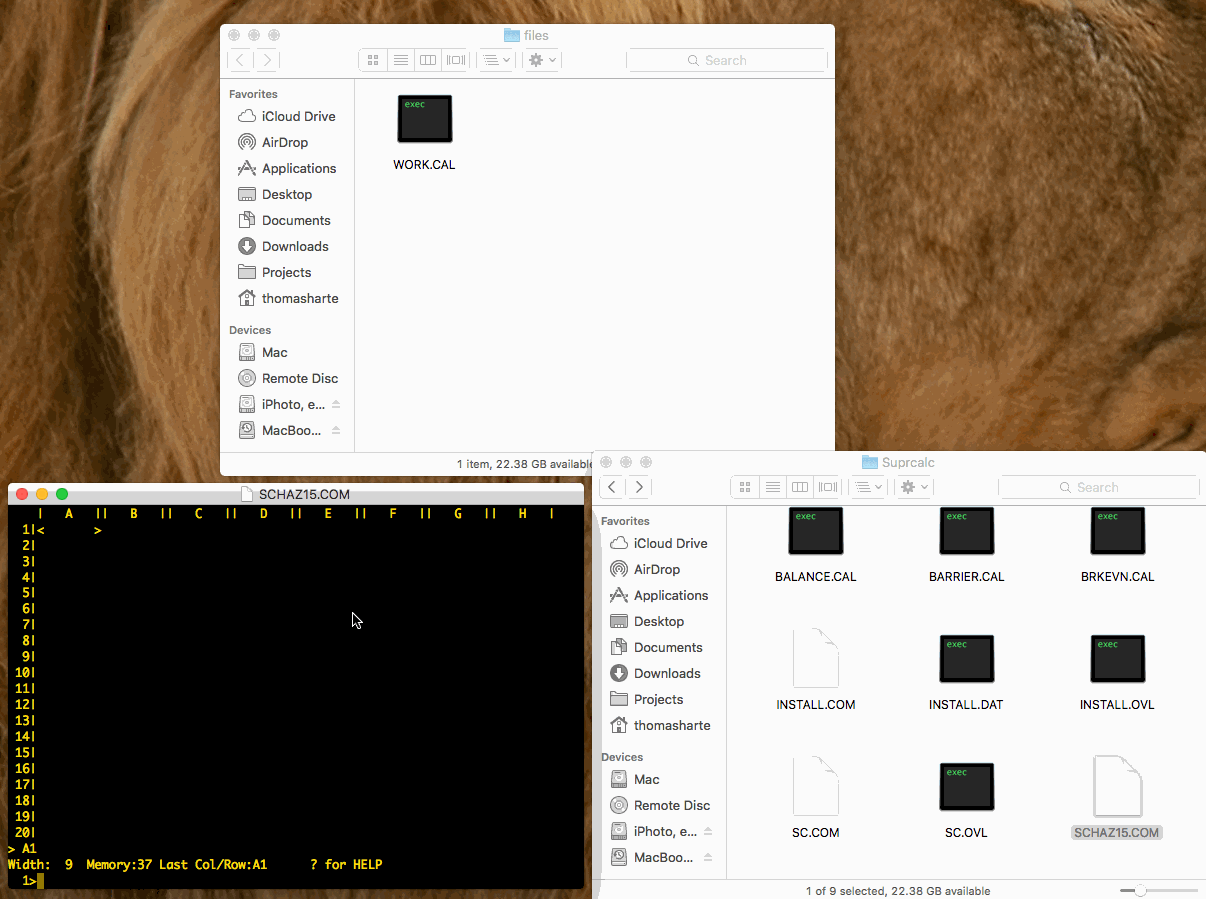 files
Search
Favorites
iCloud Drive
AirDrop
Applications
Desktop
Documents
Downloads
Projects
thomasharte
Devices
Mac
Remote Disc
iPhoto, e...
MacBoo...
exec
WORK.CAL
1 item, 22.38 GB available
SCHAZ15.COM
| A || B || C || D || E || F || G || H |
1|< >
2|
3|
4|
5|
6|
7|
8|
9|
10|
11|
12|
13|
14|
15|
16|
17|
18|
19|
20|
> A1
Width: 9 Memory:37 Last Col/Row:A1 ? for HELP
1>
Suprcalc
Search
Favorites
iCloud Drive
AirDrop
Applications
Desktop
Documents
Downloads
Projects
thomasharte
Devices
Mac
Remote Disc
iPhoto, e...
MacBoo...
exec exec exec
BALANCE.CAL BARRIER.CAL BRKEVN.CAL
exec exec
INSTALL.COM INSTALL.DAT INSTALL.OVL
exec
SC.COM SC.OVL SCHAZ15.COM
1 of 9 selected, 22.38 GB available